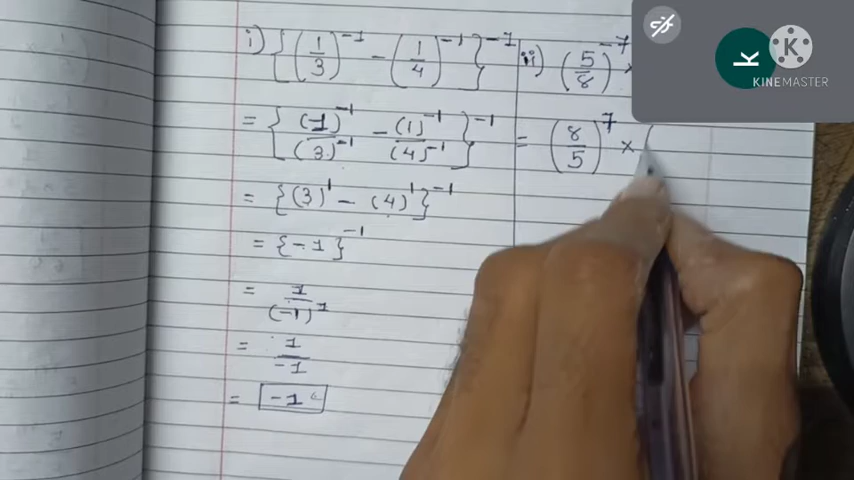 i) {(1/3)^-1 - (1/4)^-1}^-1
= {(1)^-1/(3)^-1 - (1)^-1/(4)^-1}^-1
= {(3)^1 - (4)^1}^-1
= {-1}^-1
= 1/(-1)^1
= 1/-1
= -1
ii) (5/8)^-7 ×
= (8/5)^7 × (
K
KINEMASTER